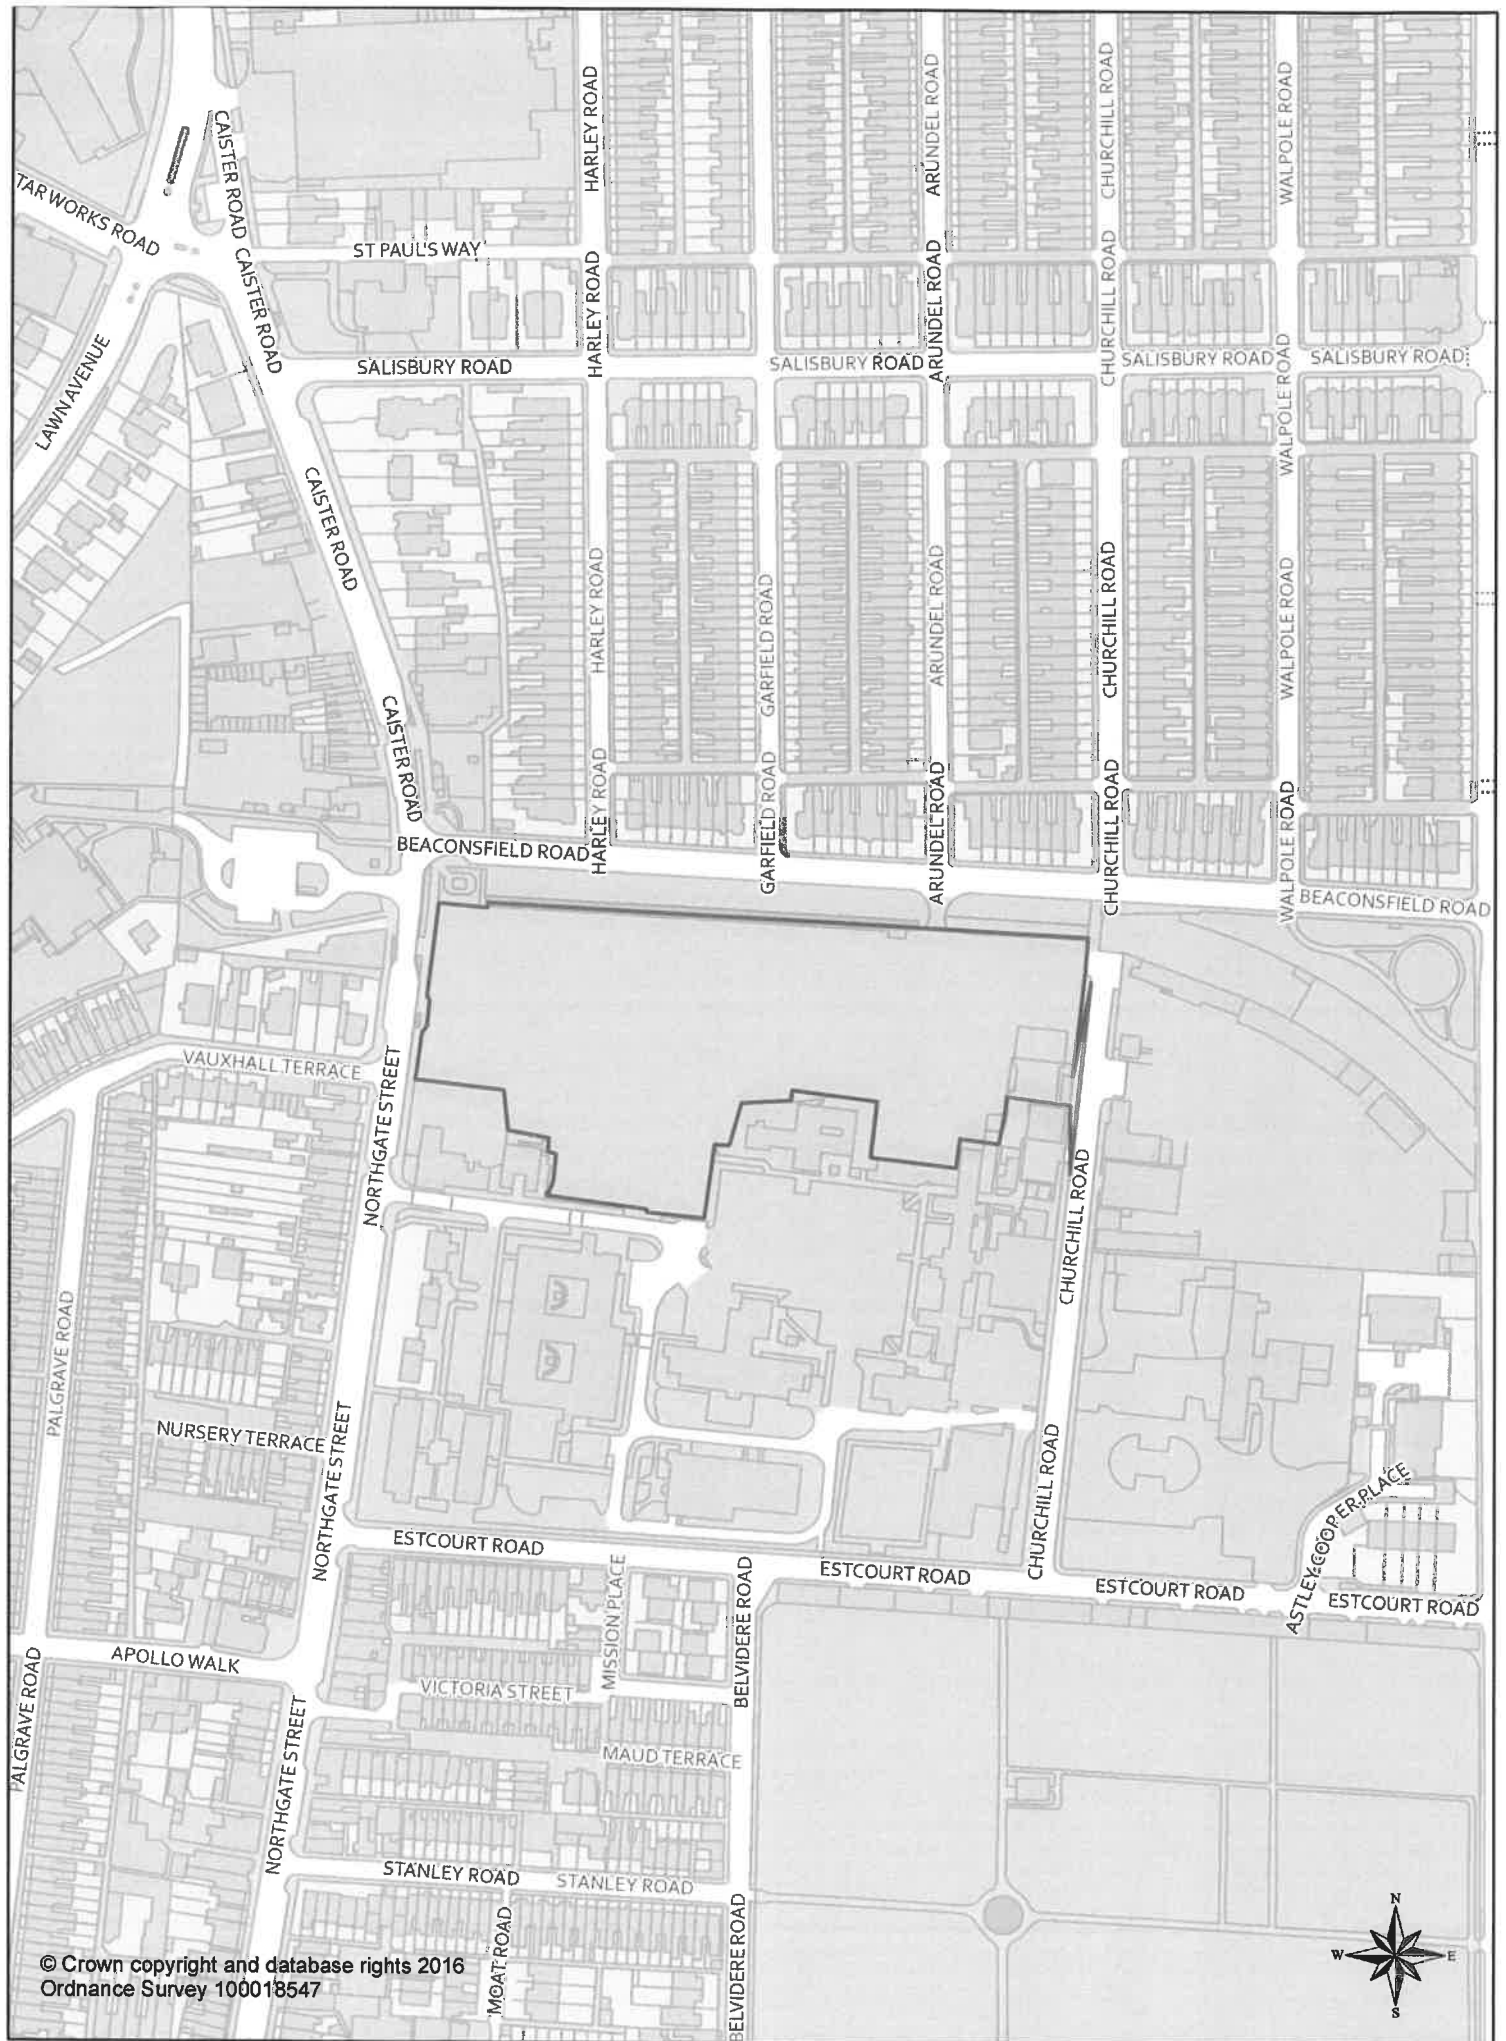 HARLEY ROAD
ARUNDEL ROAD
CHURCHILL ROAD
WALPOLE ROAD
CAISTER ROAD
TAR WORKS ROAD
CAISTER ROAD
ST PAUL'S WAY
HARLEY ROAD
ARUNDEL ROAD
CHURCHILL ROAD
LAWN AVENUE
SALISBURY ROAD
SALISBURY ROAD
SALISBURY ROAD
WALPOLE ROAD
SALISBURY ROAD
CAISTER ROAD
HARLEY ROAD
GARFIELD ROAD
ARUNDEL ROAD
CHURCHILL ROAD
WALPOLE ROAD
CAISTER ROAD
BEACONSFIELD ROAD
HARLEY ROAD
GARFIELD ROAD
ARUNDEL ROAD
CHURCHILL ROAD
WALPOLE ROAD
BEACONSFIELD ROAD
VAUXHALL TERRACE
NORTHGATE STREET
CHURCHILL ROAD
PALGRAVE ROAD
NURSERY TERRACE
NORTHGATE STREET
CHURCHILL ROAD
ASTLEY COOPER PLACE
ESTCOURT ROAD
ESTCOURT ROAD
ESTCOURT ROAD
ESTCOURT ROAD
MISSION PLACE
BELVIDERE ROAD
APOLLO WALK
PALGRAVE ROAD
VICTORIA STREET
MAUD TERRACE
NORTHGATE STREET
STANLEY ROAD
STANLEY ROAD
MOAT ROAD
BELVIDERE ROAD
© Crown copyright and database rights 2016
Ordnance Survey 100018547
N
W
E
S